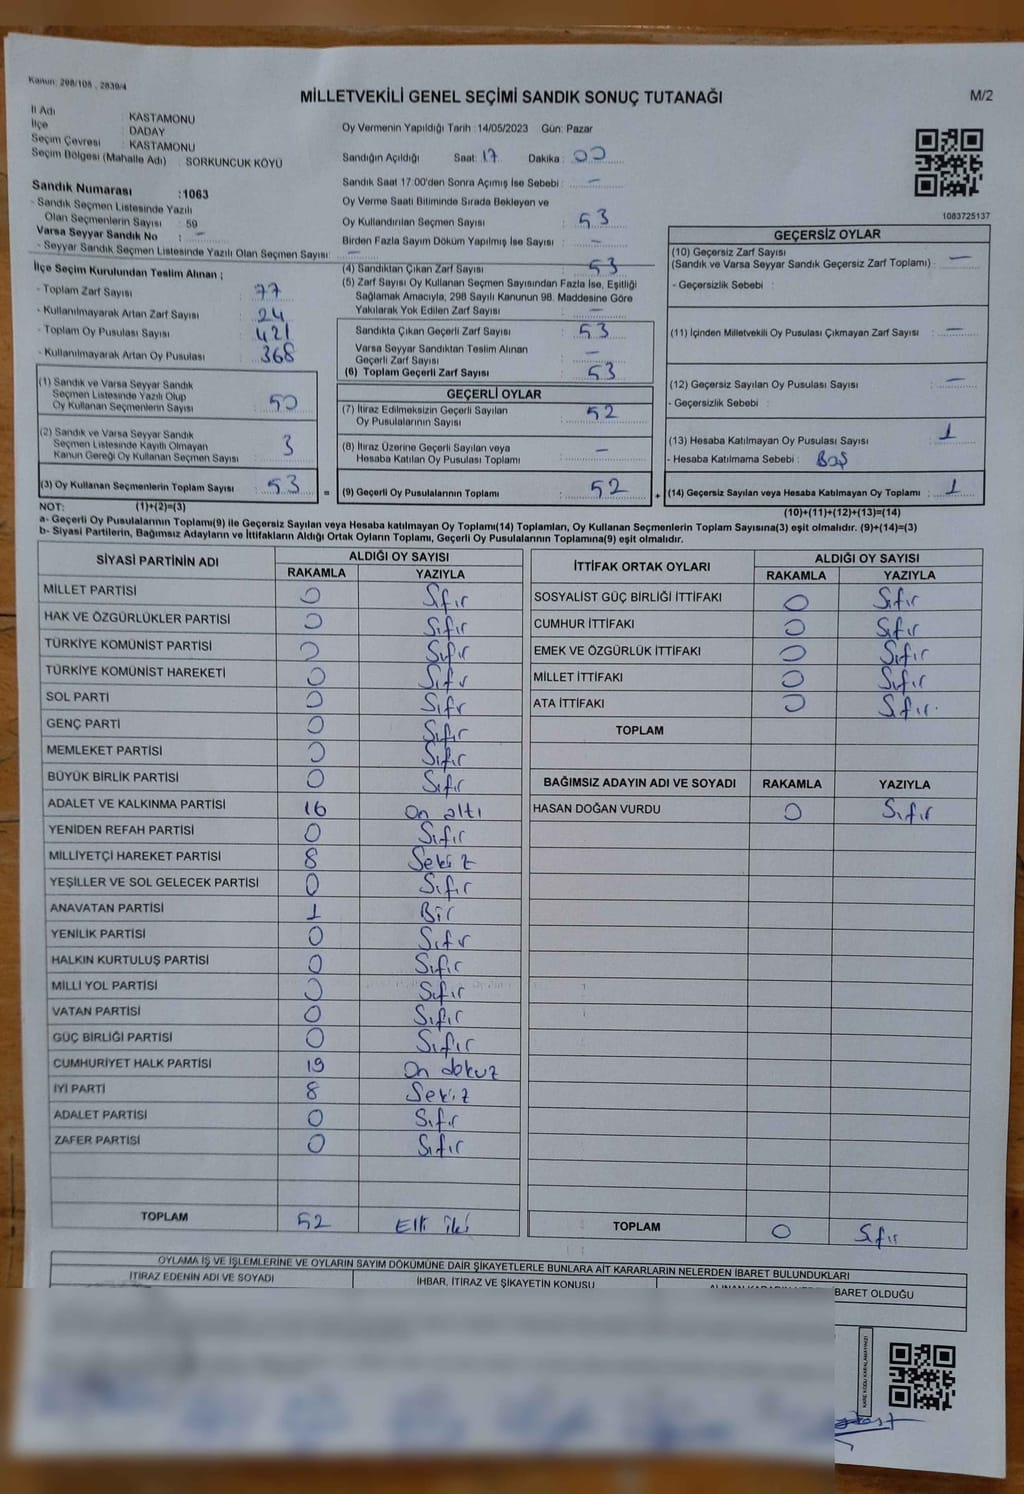 Kanun: 298/105 , 2839/4
MİLLETVEKİLİ GENEL SEÇİMİ SANDIK SONUÇ TUTANAĞI
M/2
İl Adı : KASTAMONU
İlçe : DADAY
Seçim Çevresi : KASTAMONU
Seçim Bölgesi (Mahalle Adı) : SORKUNCUK KÖYÜ
Sandık Numarası :1063
- Sandık Seçmen Listesinde Yazılı
Olan Seçmenlerin Sayısı : 59
Varsa Seyyar Sandık No : -
- Seyyar Sandık Seçmen Listesinde Yazılı Olan Seçmen Sayısı: -
İlçe Seçim Kurulundan Teslim Alınan ;
- Toplam Zarf Sayısı 77
- Kullanılmayarak Artan Zarf Sayısı 24
- Toplam Oy Pusulası Sayısı 421
- Kullanılmayarak Artan Oy Pusulası 368
Oy Vermenin Yapıldığı Tarih :14/05/2023 Gün: Pazar
Sandığın Açıldığı Saat: 17 Dakika : 00
Sandık Saat 17:00'den Sonra Açımış İse Sebebi : -
Oy Verme Saati Bitiminde Sırada Bekleyen ve
Oy Kullandırılan Seçmen Sayısı : 53
Birden Fazla Sayım Döküm Yapılmış İse Sayısı : -
(4) Sandıktan Çıkan Zarf Sayısı 53
(5) Zarf Sayısı Oy Kullanan Seçmen Sayısından Fazla İse, Eşitliği
Sağlamak Amacıyla, 298 Sayılı Kanunun 98. Maddesine Göre
Yakılarak Yok Edilen Zarf Sayısı : -
Sandıkta Çıkan Geçerli Zarf Sayısı : 53
Varsa Seyyar Sandıktan Teslim Alınan
Geçerli Zarf Sayısı : -
(6) Toplam Geçerli Zarf Sayısı : 53
1083725137
GEÇERSİZ OYLAR
(10) Geçersiz Zarf Sayısı
(Sandık ve Varsa Seyyar Sandık Geçersiz Zarf Toplamı) : -
- Geçersizlik Sebebi :
(11) İçinden Milletvekili Oy Pusulası Çıkmayan Zarf Sayısı : -
(12) Geçersiz Sayılan Oy Pusulası Sayısı : -
- Geçersizlik Sebebi :
(13) Hesaba Katılmayan Oy Pusulası Sayısı : 1
- Hesaba Katılmama Sebebi : Boş
(14) Geçersiz Sayılan veya Hesaba Katılmayan Oy Toplamı : 1
(10)+(11)+(12)+(13)=(14)
(1) Sandık ve Varsa Seyyar Sandık
Seçmen Listesinde Yazılı Olup
Oy Kullanan Seçmenlerin Sayısı : 50
(2) Sandık ve Varsa Seyyar Sandık
Seçmen Listesinde Kayıtlı Olmayan
Kanun Gereği Oy Kullanan Seçmen Sayısı : 3
(3) Oy Kullanan Seçmenlerin Toplam Sayısı : 53
(1)+(2)=(3)
GEÇERLİ OYLAR
(7) İtiraz Edilmeksizin Geçerli Sayılan
Oy Pusulalarının Sayısı : 52
(8) İtiraz Üzerine Geçerli Sayılan veya
Hesaba Katılan Oy Pusulası Toplamı : -
= (9) Geçerli Oy Pusulalarının Toplamı : 52 +
NOT:
a- Geçerli Oy Pusulalarının Toplamı(9) ile Geçersiz Sayılan veya Hesaba katılmayan Oy Toplamı(14) Toplamları, Oy Kullanan Seçmenlerin Toplam Sayısına(3) eşit olmalıdır. (9)+(14)=(3)
b- Siyasi Partilerin, Bağımsız Adayların ve İttifakların Aldığı Ortak Oyların Toplamı, Geçerli Oy Pusulalarının Toplamına(9) eşit olmalıdır.
SİYASİ PARTİNİN ADI ALDIĞI OY SAYISI
RAKAMLA YAZIYLA
MİLLET PARTİSİ 0 Sıfır
HAK VE ÖZGÜRLÜKLER PARTİSİ 0 Sıfır
TÜRKİYE KOMÜNİST PARTİSİ 0 Sıfır
TÜRKİYE KOMÜNİST HAREKETİ 0 Sıfır
SOL PARTİ 0 Sıfır
GENÇ PARTİ 0 Sıfır
MEMLEKET PARTİSİ 0 Sıfır
BÜYÜK BİRLİK PARTİSİ 0 Sıfır
ADALET VE KALKINMA PARTİSİ 16 On altı
YENİDEN REFAH PARTİSİ 0 Sıfır
MİLLİYETÇİ HAREKET PARTİSİ 8 Sekiz
YEŞİLLER VE SOL GELECEK PARTİSİ 0 Sıfır
ANAVATAN PARTİSİ 1 Bir
YENİLİK PARTİSİ 0 Sıfır
HALKIN KURTULUŞ PARTİSİ 0 Sıfır
MİLLİ YOL PARTİSİ 0 Sıfır
VATAN PARTİSİ 0 Sıfır
GÜÇ BİRLİĞİ PARTİSİ 0 Sıfır
CUMHURİYET HALK PARTİSİ 19 On dokuz
İYİ PARTİ 8 Sekiz
ADALET PARTİSİ 0 Sıfır
ZAFER PARTİSİ 0 Sıfır
TOPLAM 52 Elli iki
İTTİFAK ORTAK OYLARI ALDIĞI OY SAYISI
RAKAMLA YAZIYLA
SOSYALİST GÜÇ BİRLİĞİ İTTİFAKI 0 Sıfır
CUMHUR İTTİFAKI 0 Sıfır
EMEK VE ÖZGÜRLÜK İTTİFAKI 0 Sıfır
MİLLET İTTİFAKI 0 Sıfır
ATA İTTİFAKI 0 Sıfır.
TOPLAM
BAĞIMSIZ ADAYIN ADI VE SOYADI RAKAMLA YAZIYLA
HASAN DOĞAN VURDU 0 Sıfır
TOPLAM 0 Sıfır
OYLAMA İŞ VE İŞLEMLERİNE VE OYLARIN SAYIM DÖKÜMÜNE DAİR ŞİKAYETLERLE BUNLARA AİT KARARLARIN NELERDEN İBARET BULUNDUKLARI
İTİRAZ EDENİN ADI VE SOYADI İHBAR, İTİRAZ VE ŞİKAYETİN KONUSU BARET OLDUĞU